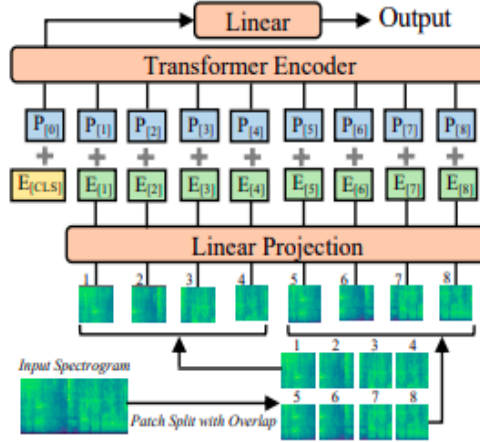 Linear Output
Transformer Encoder
P[0] P[1] P[2] P[3] P[4] P[5] P[6] P[7] P[8]
+ + + + + + + + +
E[CLS] E[1] E[2] E[3] E[4] E[5] E[6] E[7] E[8]
Linear Projection
1 2 3 4 5 6 7 8
1 2 3 4
Input Spectrogram
5 6 7 8
Patch Split with Overlap